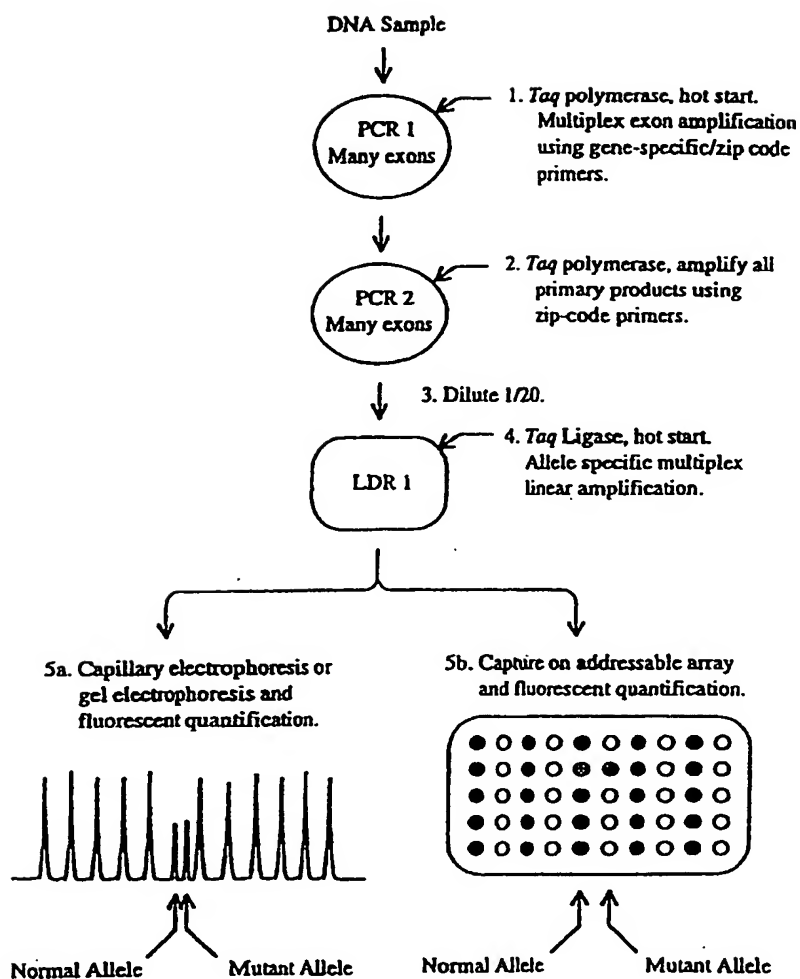 DNA Sample
PCR 1
Many exons
1. Taq polymerase, hot start.
Multiplex exon amplification
using gene-specific/zip code
primers.
PCR 2
Many exons
2. Taq polymerase, amplify all
primary products using
zip-code primers.
3. Dilute 1/20.
LDR 1
4. Taq Ligase, hot start.
Allele specific multiplex
linear amplification.
5a. Capillary electrophoresis or
gel electrophoresis and
fluorescent quantification.
5b. Capture on addressable array
and fluorescent quantification.
Normal Allele
Mutant Allele
Normal Allele
Mutant Allele